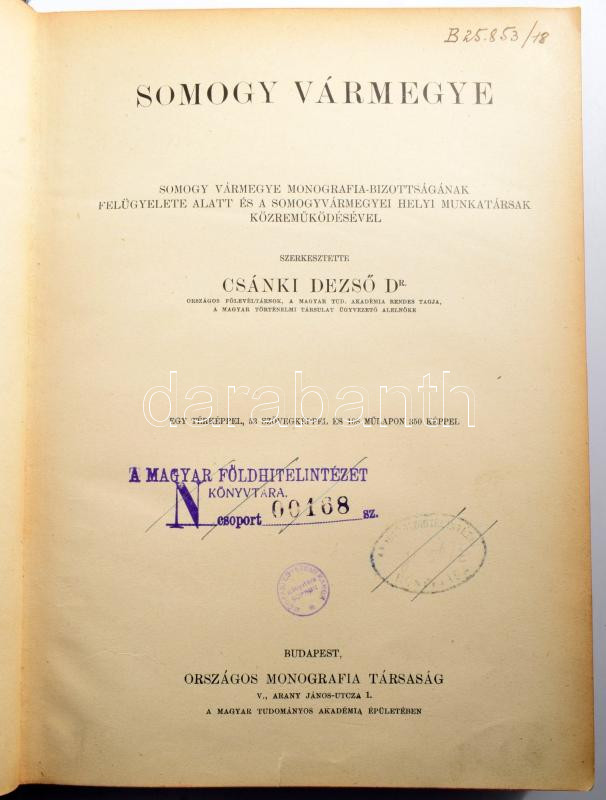 B 25.853/18
SOMOGY VÁRMEGYE
SOMOGY VÁRMEGYE MONOGRAFIA-BIZOTTSÁGÁNAK
FELÜGYELETE ALATT ÉS A SOMOGYVÁRMEGYEI HELYI MUNKATÁRSAK
KÖZREMŰKÖDÉSÉVEL
SZERKESZTETTE
CSÁNKI DEZSŐ DR.
ORSZÁGOS FŐLEVÉLTÁRNOK, A MAGYAR TUD. AKADÉMIA RENDES TAGJA,
A MAGYAR TÖRTÉNELMI TÁRSULAT ÜGYVEZETŐ ALELNÖKE
darabanth
EGY TÉRKÉPPEL, 53 SZÖVEGKÉPPEL ÉS 168 MŰLAPON 350 KÉPPEL
A MAGYAR FÖLDHITELINTÉZET
KÖNYVTÁRA.
N csoport 00168 sz.
BUDAPEST,
ORSZÁGOS MONOGRAFIA TÁRSASÁG
V., ARANY JÁNOS-UTCZA 1.
A MAGYAR TUDOMÁNYOS AKADÉMIA ÉPÜLETÉBEN